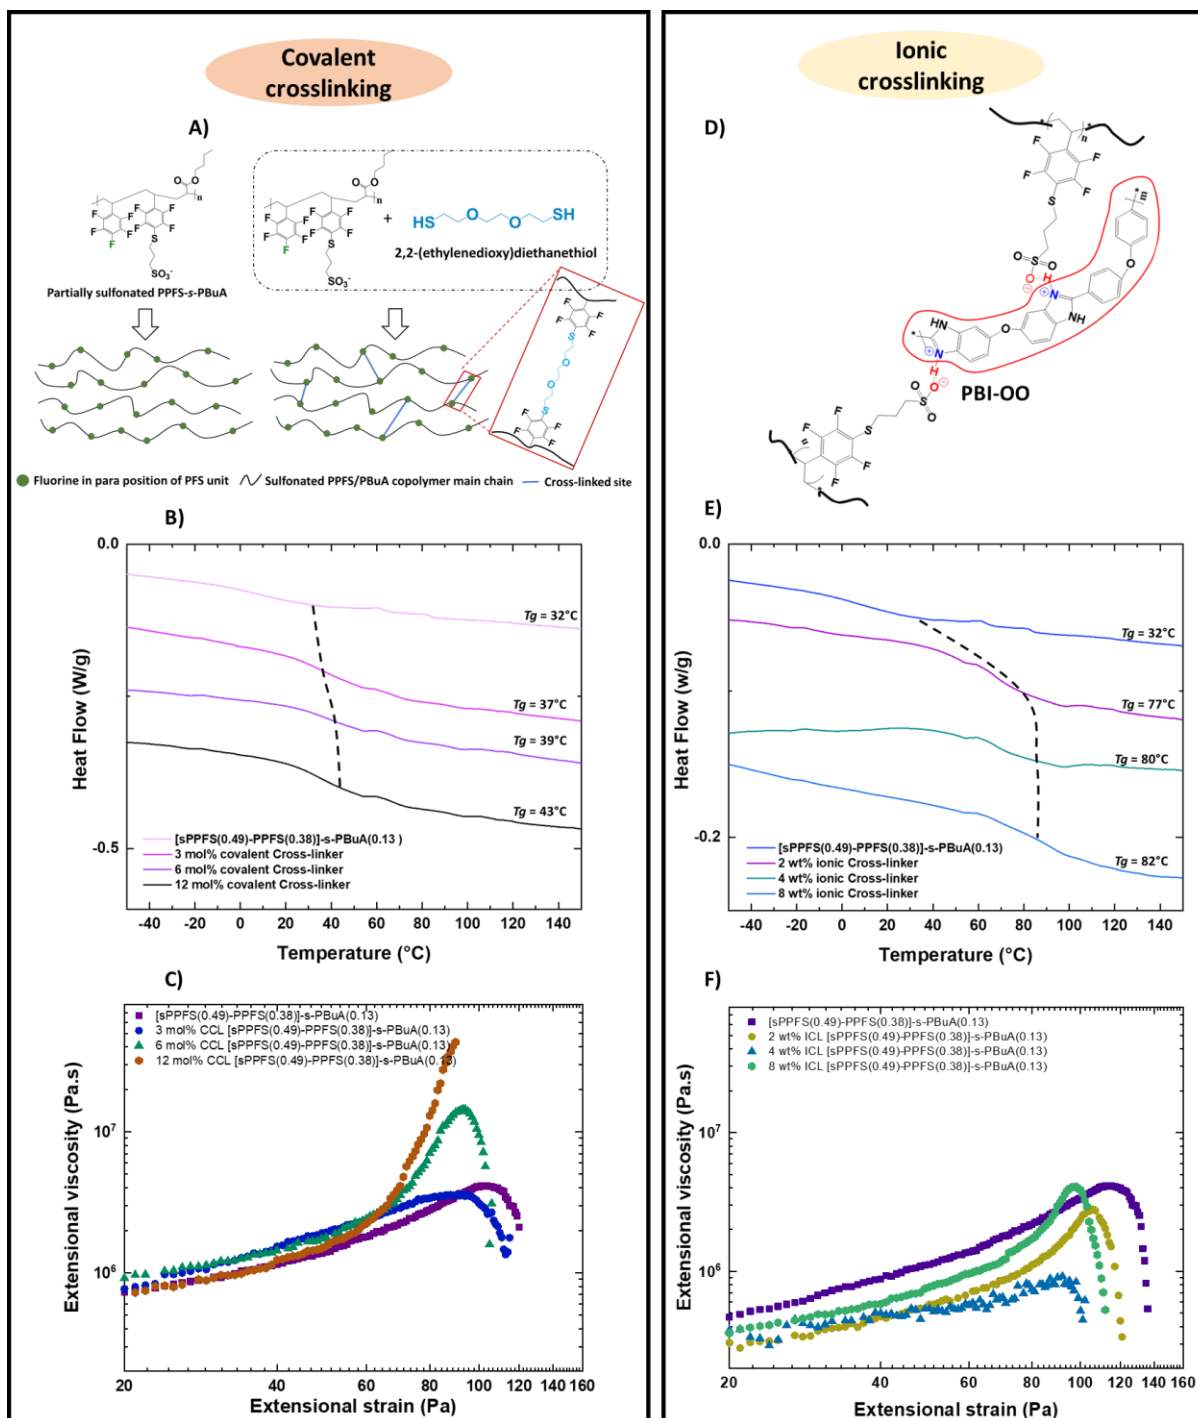 Covalent
crosslinking
A)
O
O
n
F F F F
F F F F
F S
SO3-
Partially sulfonated PPFS-s-PBuA
O
O
n
F F F F
F F F F
F S
SO3-
+
HS O O SH
2,2-(ethylenedioxy)diethanethiol
F F
F F
S
O
O
S
F F
F F
Fluorine in para position of PFS unit
Sulfonated PPFS/PBuA copolymer main chain
Cross-linked site
B)
0.0
-0.5
Heat Flow (W/g)
Tg = 32°C
Tg = 37°C
Tg = 39°C
Tg = 43°C
[sPPFS(0.49)-PPFS(0.38)]-s-PBuA(0.13 )
3 mol% covalent Cross-linker
6 mol% covalent Cross-linker
12 mol% covalent Cross-linker
-40 -20 0 20 40 60 80 100 120 140
Temperature (°C)
C)
[sPPFS(0.49)-PPFS(0.38)]-s-PBuA(0.13)
3 mol% CCL [sPPFS(0.49)-PPFS(0.38)]-s-PBuA(0.13)
6 mol% CCL [sPPFS(0.49)-PPFS(0.38)]-s-PBuA(0.13)
12 mol% CCL [sPPFS(0.49)-PPFS(0.38)]-s-PBuA(0.13)
Extensional viscosity (Pa.s)
10^7
10^6
20 40 60 80 100 120 140 160
Extensional strain (Pa)
Ionic
crosslinking
D)
* n *
F F
F F
S
O S O
O H
⊖
⊕ N
* m
O
NH
HN O
*
⊕ N
H
O ⊖
PBI-OO
S
O O
S
F F
F F
n
*
*
E)
0.0
-0.2
Heat Flow (w/g)
Tg = 32°C
Tg = 77°C
Tg = 80°C
Tg = 82°C
[sPPFS(0.49)-PPFS(0.38)]-s-PBuA(0.13)
2 wt% ionic Cross-linker
4 wt% ionic Cross-linker
8 wt% ionic Cross-linker
-40 -20 0 20 40 60 80 100 120 140
Temperature (°C)
F)
[sPPFS(0.49)-PPFS(0.38)]-s-PBuA(0.13)
2 wt% ICL [sPPFS(0.49)-PPFS(0.38)]-s-PBuA(0.13)
4 wt% ICL [sPPFS(0.49)-PPFS(0.38)]-s-PBuA(0.13)
8 wt% ICL [sPPFS(0.49)-PPFS(0.38)]-s-PBuA(0.13)
Extensional viscosity (Pa.s)
10^7
10^6
20 40 60 80 100 120 140 160
Extensional strain (Pa)